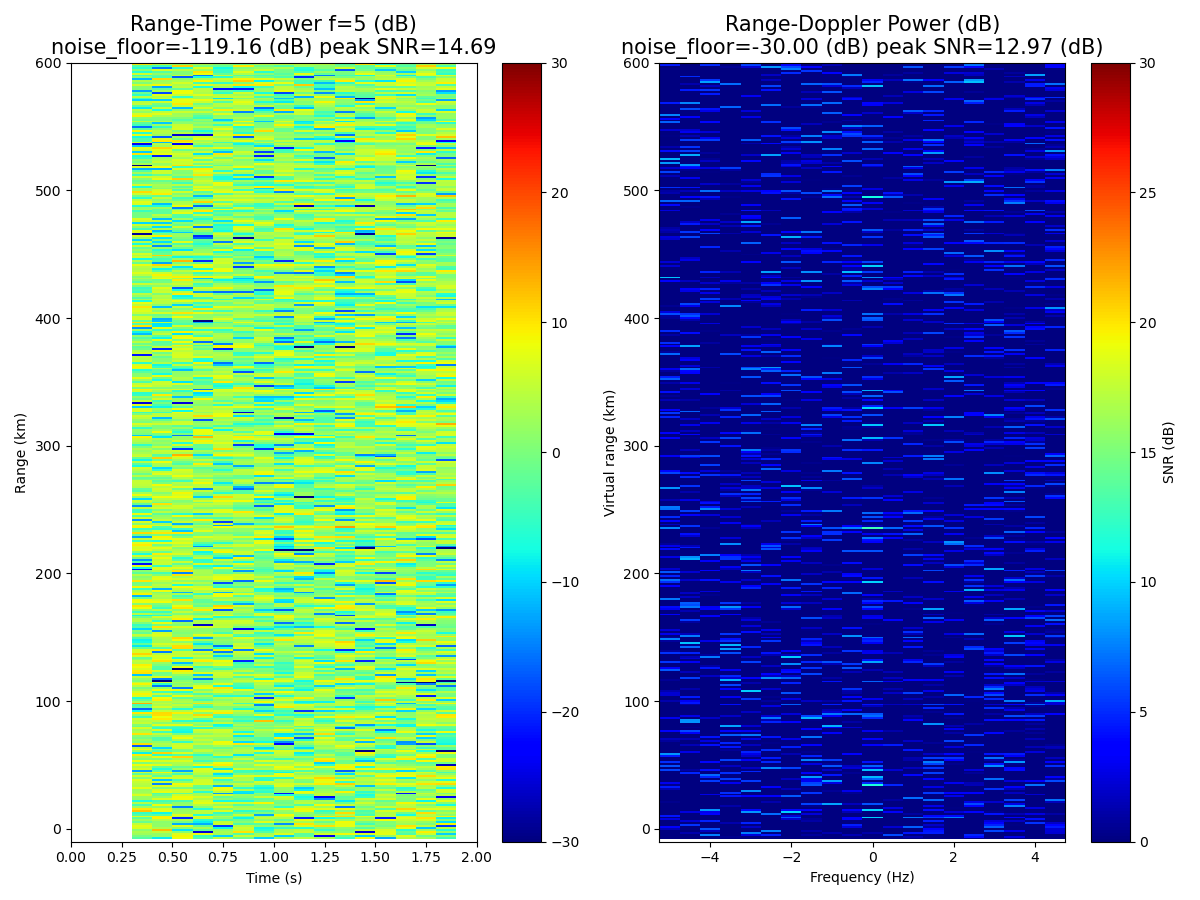 Range-Time Power f=5 (dB)
noise_floor=-119.16 (dB) peak SNR=14.69
Range-Doppler Power (dB)
noise_floor=-30.00 (dB) peak SNR=12.97 (dB)
600
500
400
300
200
100
0
Range (km)
0.00 0.25 0.50 0.75 1.00 1.25 1.50 1.75 2.00
Time (s)
30
20
10
0
−10
−20
−30
600
500
400
300
200
100
0
Virtual range (km)
−4 −2 0 2 4
Frequency (Hz)
30
25
20
15
10
5
0
SNR (dB)